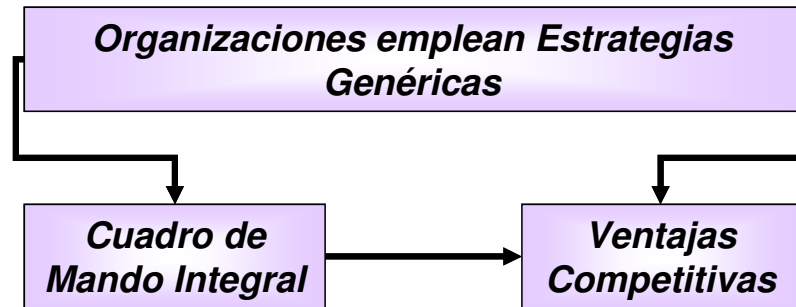 Organizaciones emplean Estrategias
Genéricas
Cuadro de
Mando Integral
Ventajas
Competitivas